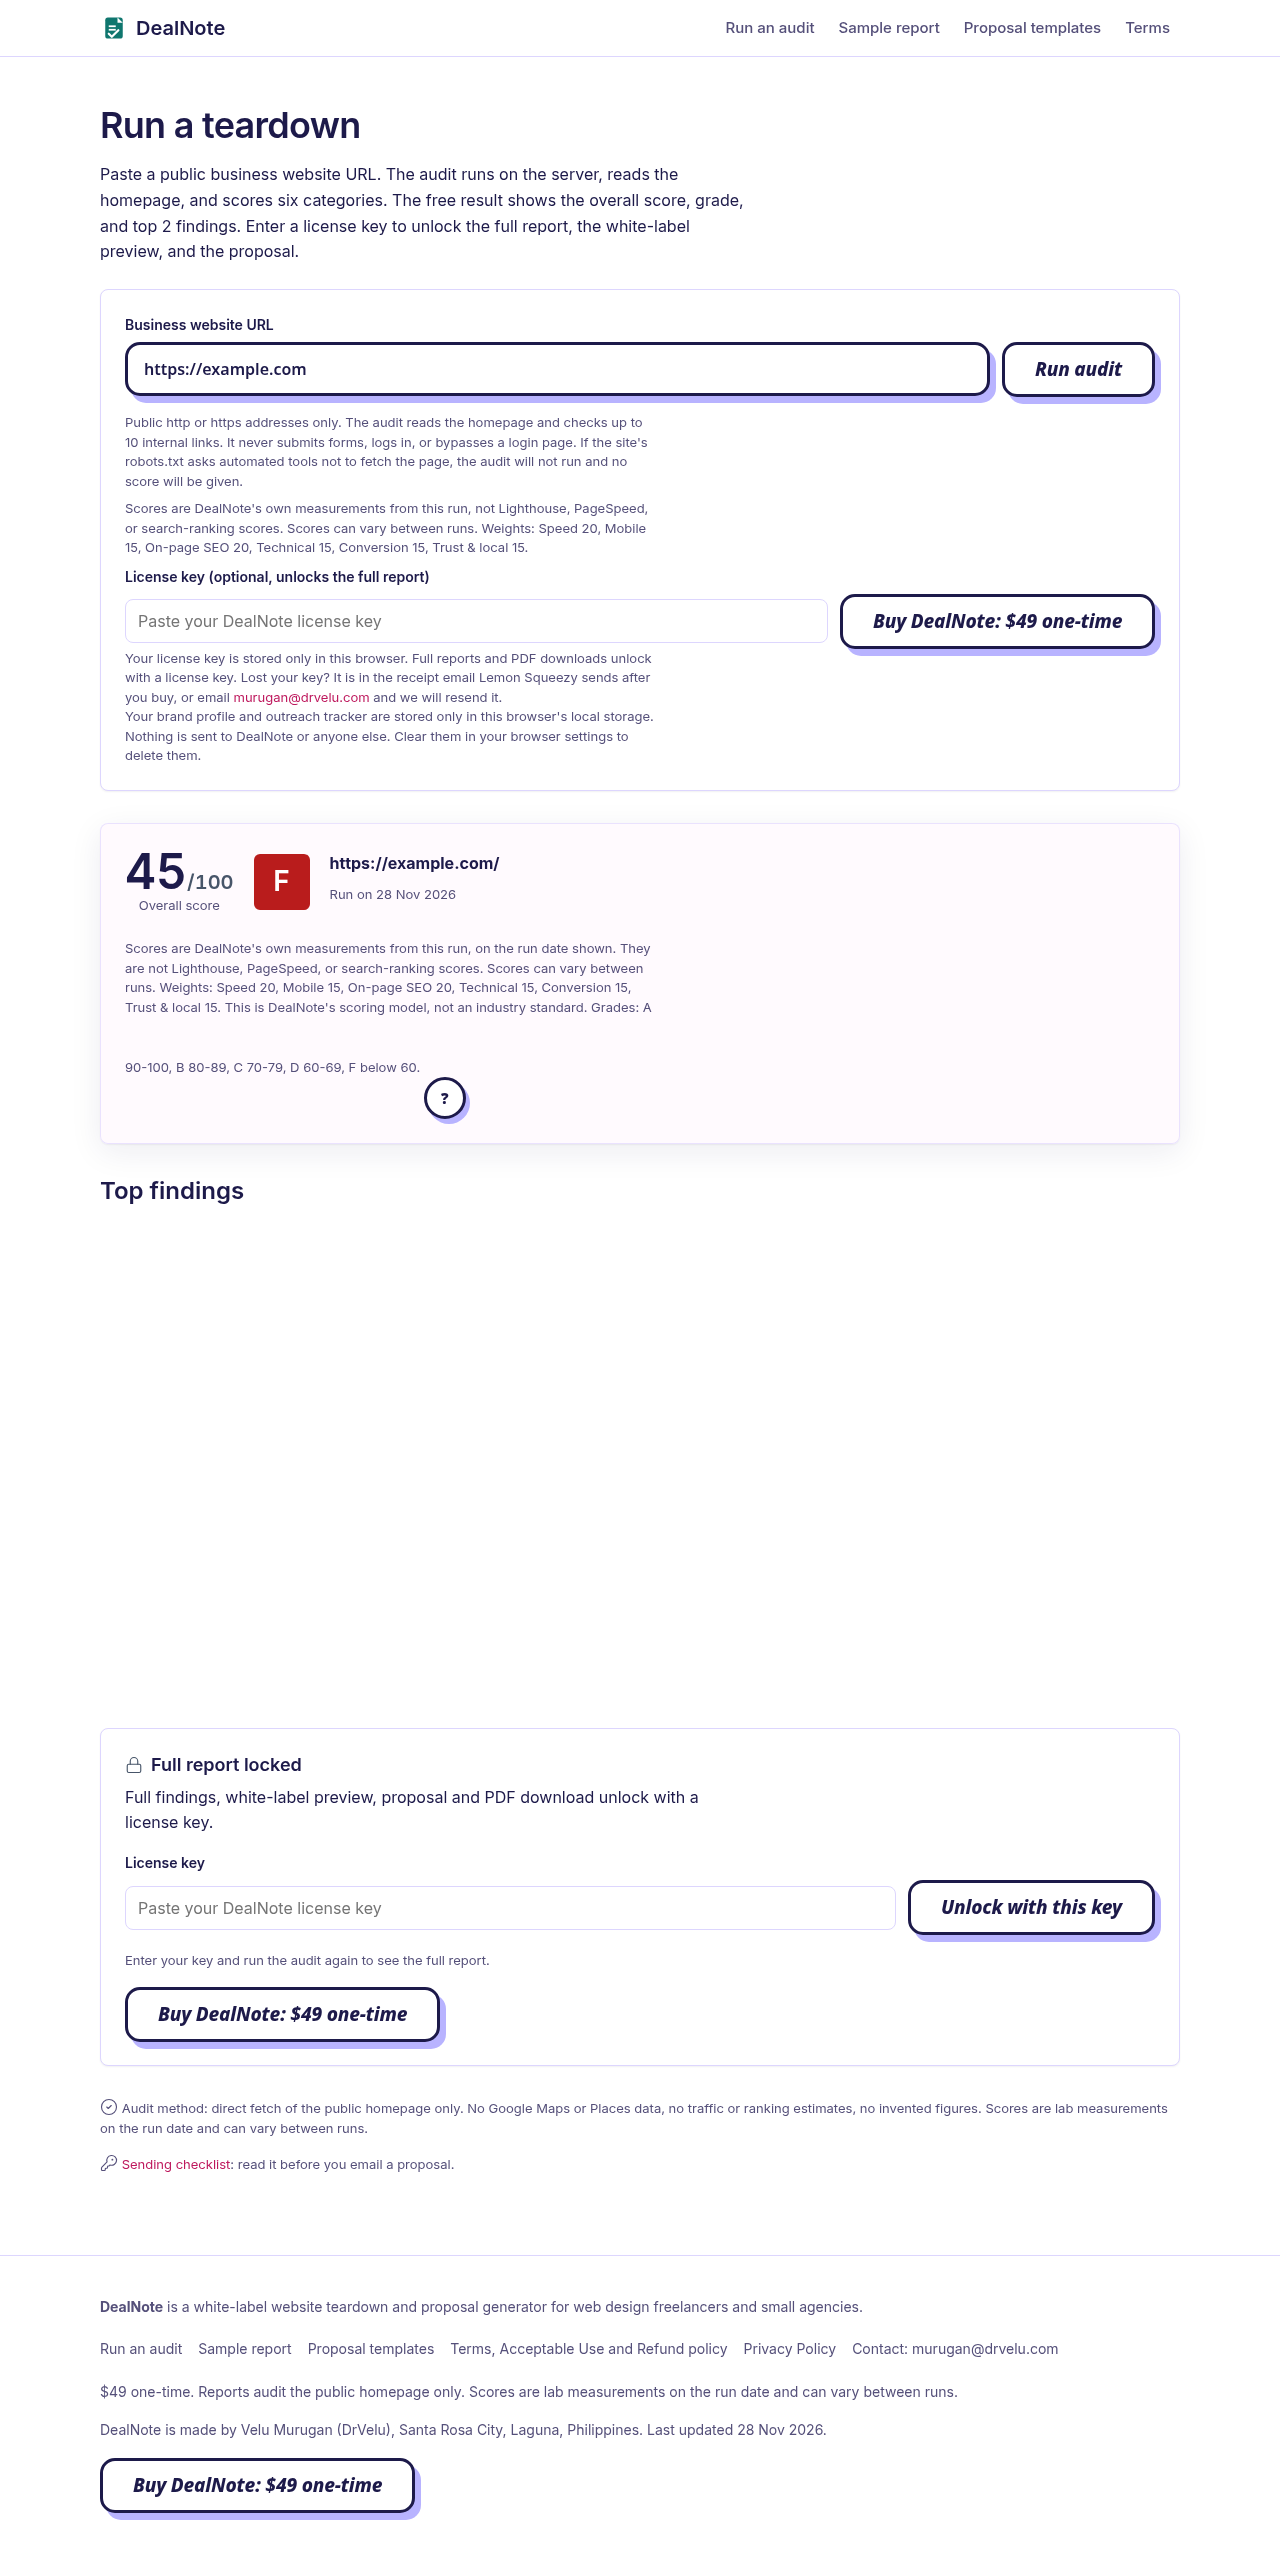 DealNote
Run an audit
Sample report
Proposal templates
Terms
Run a teardown
Paste a public business website URL. The audit runs on the server, reads the
homepage, and scores six categories. The free result shows the overall score, grade,
and top 2 findings. Enter a license key to unlock the full report, the white-label
preview, and the proposal.
Business website URL
https://example.com
Run audit
Public http or https addresses only. The audit reads the homepage and checks up to
10 internal links. It never submits forms, logs in, or bypasses a login page. If the site's
robots.txt asks automated tools not to fetch the page, the audit will not run and no
score will be given.
Scores are DealNote's own measurements from this run, not Lighthouse, PageSpeed,
or search-ranking scores. Scores can vary between runs. Weights: Speed 20, Mobile
15, On-page SEO 20, Technical 15, Conversion 15, Trust & local 15.
License key (optional, unlocks the full report)
Paste your DealNote license key
Buy DealNote: $49 one-time
Your license key is stored only in this browser. Full reports and PDF downloads unlock
with a license key. Lost your key? It is in the receipt email Lemon Squeezy sends after
you buy, or email murugan@drvelu.com and we will resend it.
Your brand profile and outreach tracker are stored only in this browser's local storage.
Nothing is sent to DealNote or anyone else. Clear them in your browser settings to
delete them.
45/100
Overall score
F
https://example.com/
Run on 28 Nov 2026
Scores are DealNote's own measurements from this run, on the run date shown. They
are not Lighthouse, PageSpeed, or search-ranking scores. Scores can vary between
runs. Weights: Speed 20, Mobile 15, On-page SEO 20, Technical 15, Conversion 15,
Trust & local 15. This is DealNote's scoring model, not an industry standard. Grades: A
90-100, B 80-89, C 70-79, D 60-69, F below 60.
?
Top findings
Full report locked
Full findings, white-label preview, proposal and PDF download unlock with a
license key.
License key
Paste your DealNote license key
Unlock with this key
Enter your key and run the audit again to see the full report.
Buy DealNote: $49 one-time
Audit method: direct fetch of the public homepage only. No Google Maps or Places data, no traffic or ranking estimates, no invented figures. Scores are lab measurements
on the run date and can vary between runs.
Sending checklist: read it before you email a proposal.
DealNote is a white-label website teardown and proposal generator for web design freelancers and small agencies.
Run an audit
Sample report
Proposal templates
Terms, Acceptable Use and Refund policy
Privacy Policy
Contact: murugan@drvelu.com
$49 one-time. Reports audit the public homepage only. Scores are lab measurements on the run date and can vary between runs.
DealNote is made by Velu Murugan (DrVelu), Santa Rosa City, Laguna, Philippines. Last updated 28 Nov 2026.
Buy DealNote: $49 one-time